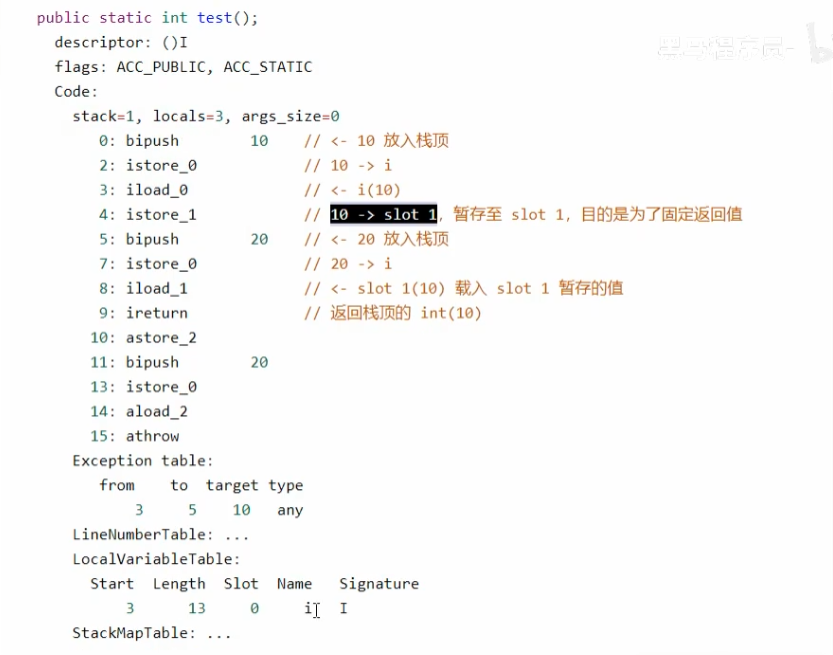 public static int test();
descriptor: ()I
flags: ACC_PUBLIC, ACC_STATIC
Code:
stack=1, locals=3, args_size=0
0: bipush 10 // <- 10 放入栈顶
2: istore_0 // 10 -> i
3: iload_0 // <- i(10)
4: istore_1 // 10 -> slot 1, 暂存至 slot 1, 目的是为了固定返回值
5: bipush 20 // <- 20 放入栈顶
7: istore_0 // 20 -> i
8: iload_1 // <- slot 1(10) 载入 slot 1 暂存的值
9: ireturn // 返回栈顶的 int(10)
10: astore_2
11: bipush 20
13: istore_0
14: aload_2
15: athrow
Exception table:
from to target type
3 5 10 any
LineNumberTable: ...
LocalVariableTable:
Start Length Slot Name Signature
3 13 0 i I
StackMapTable: ...
黑马程序员-